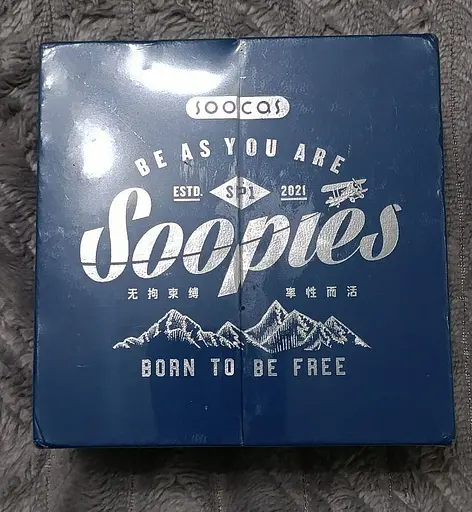 soocas
BE AS YOU ARE
ESTD. SP1 2021
Soopies
无拘束缚 率性而活
BORN TO BE FREE